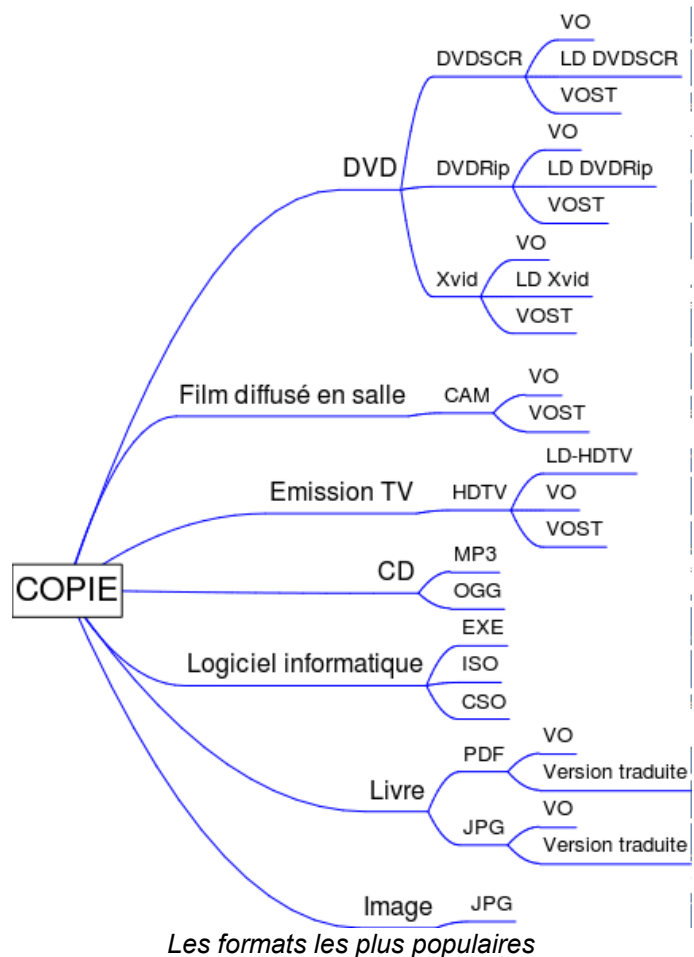 VO
DVDSCR
LD DVDSCR
VOST
VO
DVD
DVDRip
LD DVDRip
VOST
VO
Xvid
LD Xvid
VOST
Film diffusé en salle
CAM
VO
VOST
Emission TV
HDTV
LD-HDTV
VO
VOST
COPIE
CD
MP3
OGG
Logiciel informatique
EXE
ISO
CSO
Livre
PDF
VO
Version traduite
JPG
VO
Version traduite
Image
JPG
Les formats les plus populaires